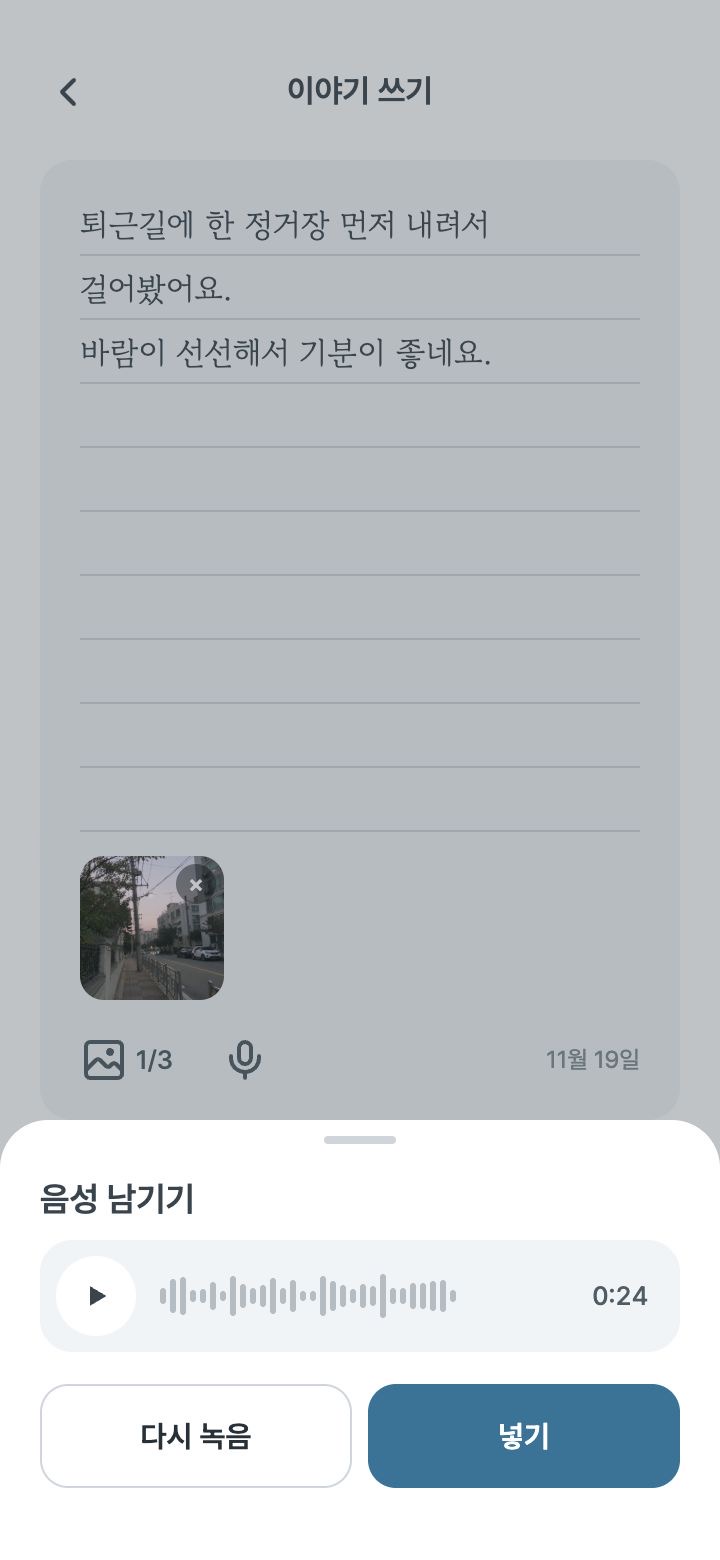 이야기 쓰기
퇴근길에 한 정거장 먼저 내려서
걸어봤어요.
바람이 선선해서 기분이 좋네요.
1/3
11월 19일
음성 남기기
0:24
다시 녹음
넣기